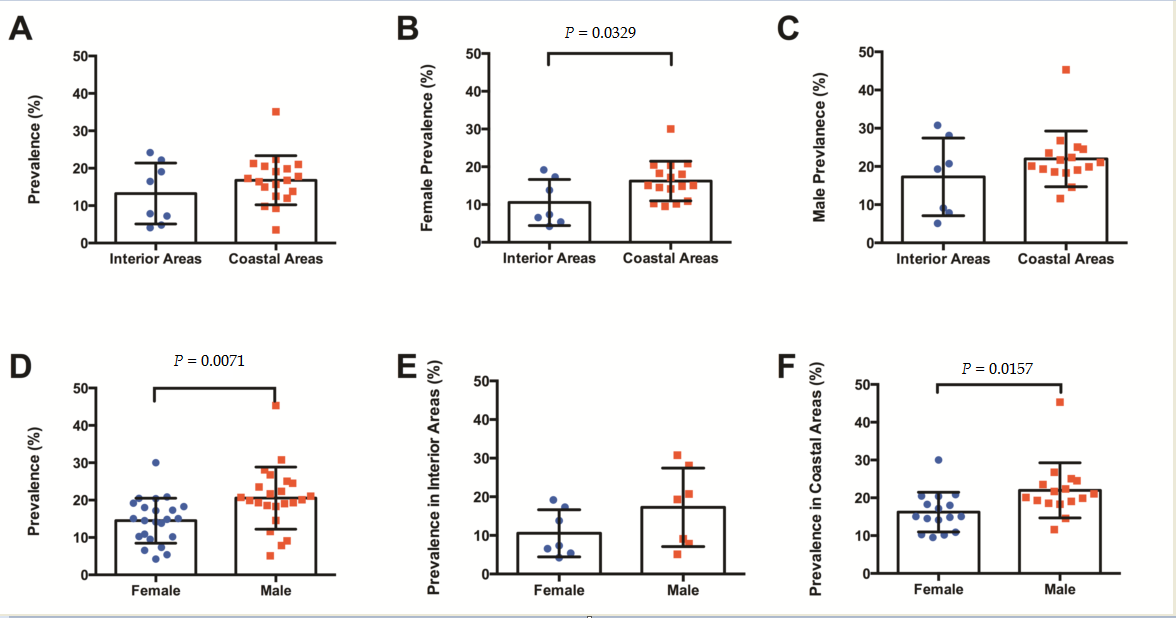 A
Prevalence (%)
50
40
30
20
10
0
Interior Areas
Coastal Areas
B
P = 0.0329
Female Prevalence (%)
50
40
30
20
10
0
Interior Areas
Coastal Areas
C
Male Prevlanece (%)
50
40
30
20
10
0
Interior Areas
Coastal Areas
D
P = 0.0071
Prevalence (%)
50
40
30
20
10
0
Female
Male
E
Prevalence in Interior Areas (%)
50
40
30
20
10
0
Female
Male
F
P = 0.0157
Prevalence in Coastal Areas (%)
50
40
30
20
10
0
Female
Male